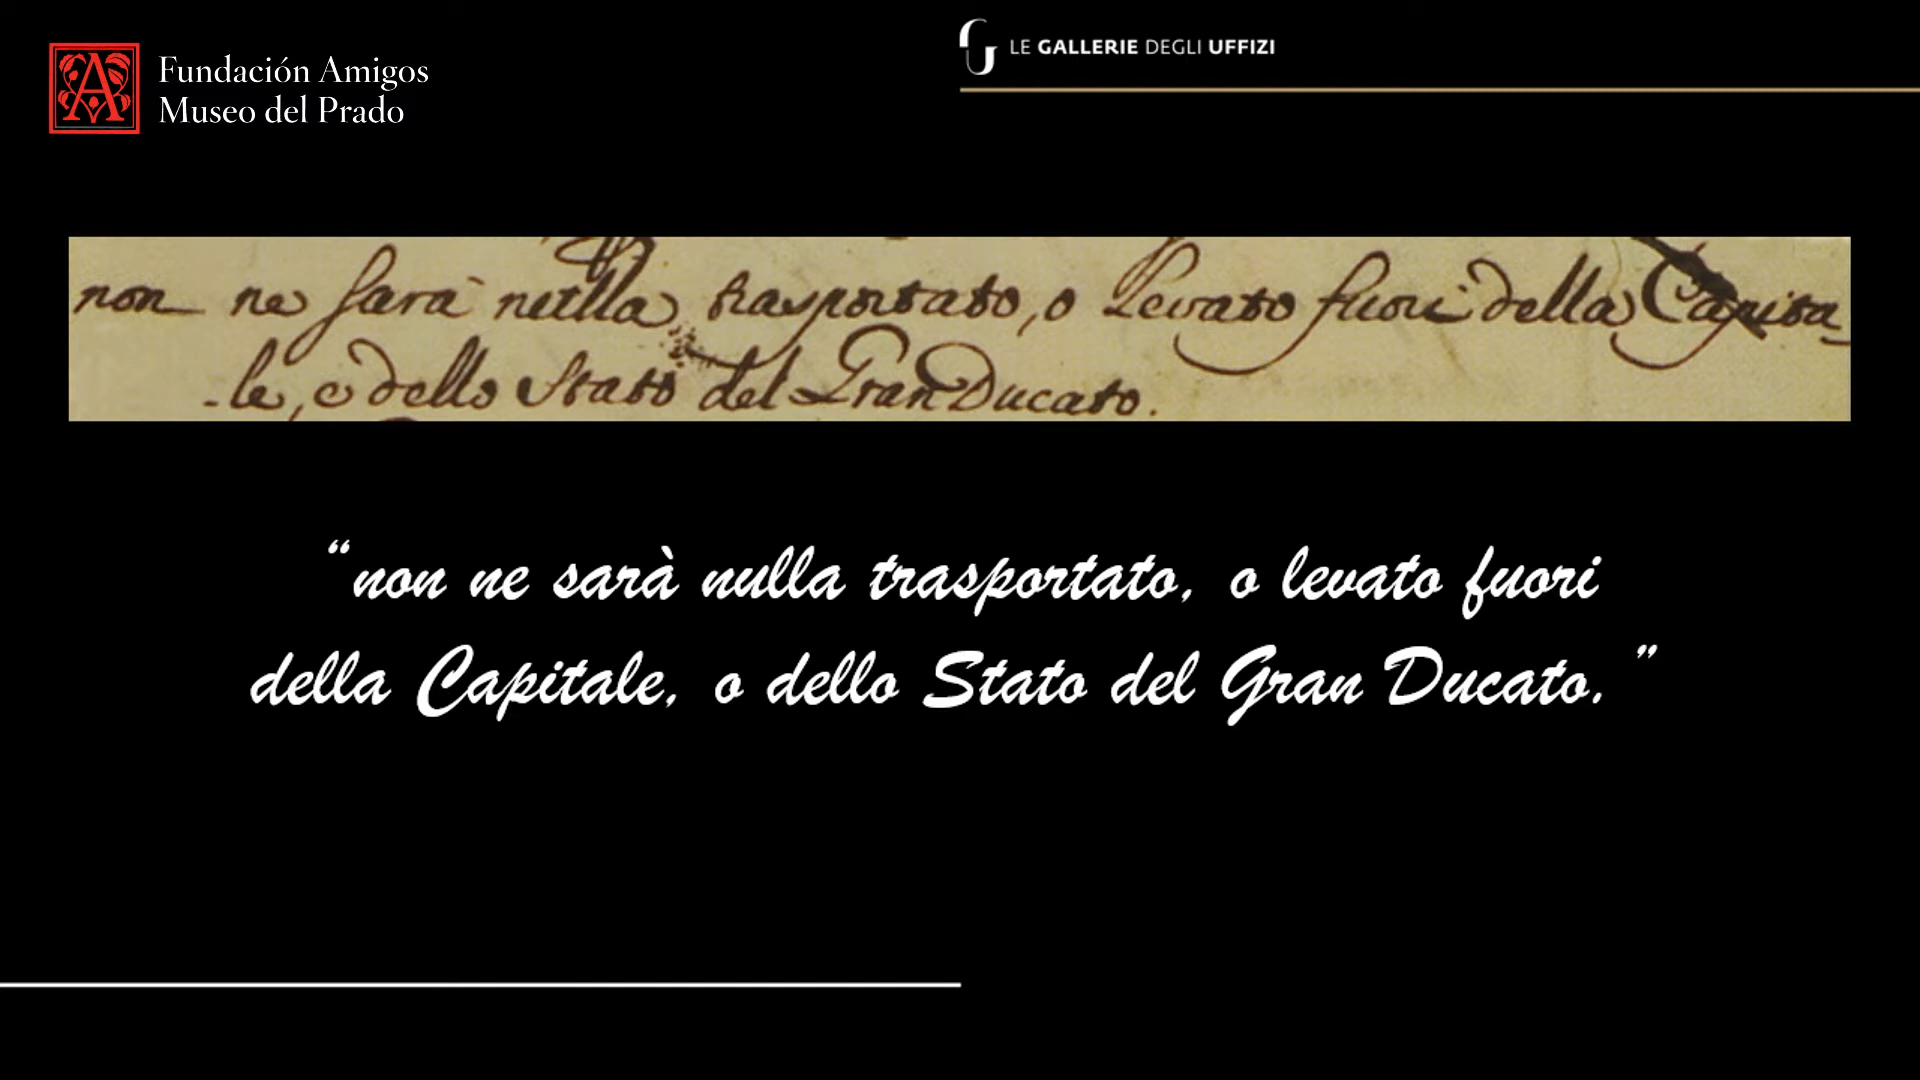 Fundación Amigos
Museo del Prado
LE GALLERIE DEGLI UFFIZI
non ne sarà nulla trasportato, o levato fuori della Capita
-le, o dello Stato del Gran Ducato.
“non ne sarà nulla trasportato, o levato fuori
della Capitale, o dello Stato del Gran Ducato.”